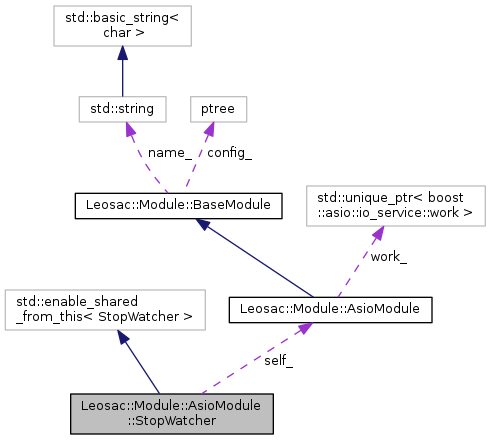 std::basic_string<
char >
std::string
ptree
name_
config_
Leosac::Module::BaseModule
std::unique_ptr< boost
::asio::io_service::work >
work_
std::enable_shared
_from_this< StopWatcher >
Leosac::Module::AsioModule
self_
Leosac::Module::AsioModule
::StopWatcher